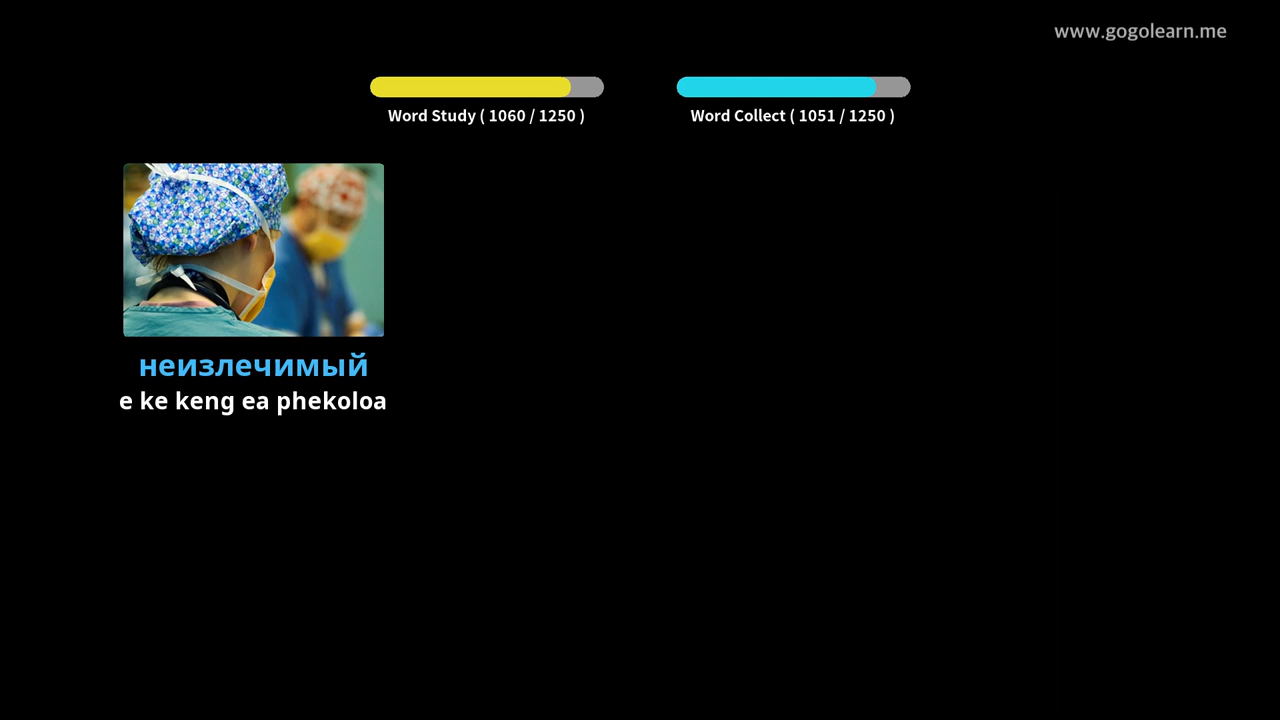 www.gogolearn.me
Word Study ( 1060 / 1250 )
Word Collect ( 1051 / 1250 )
неизлечимый
e ke keng ea phekoloa